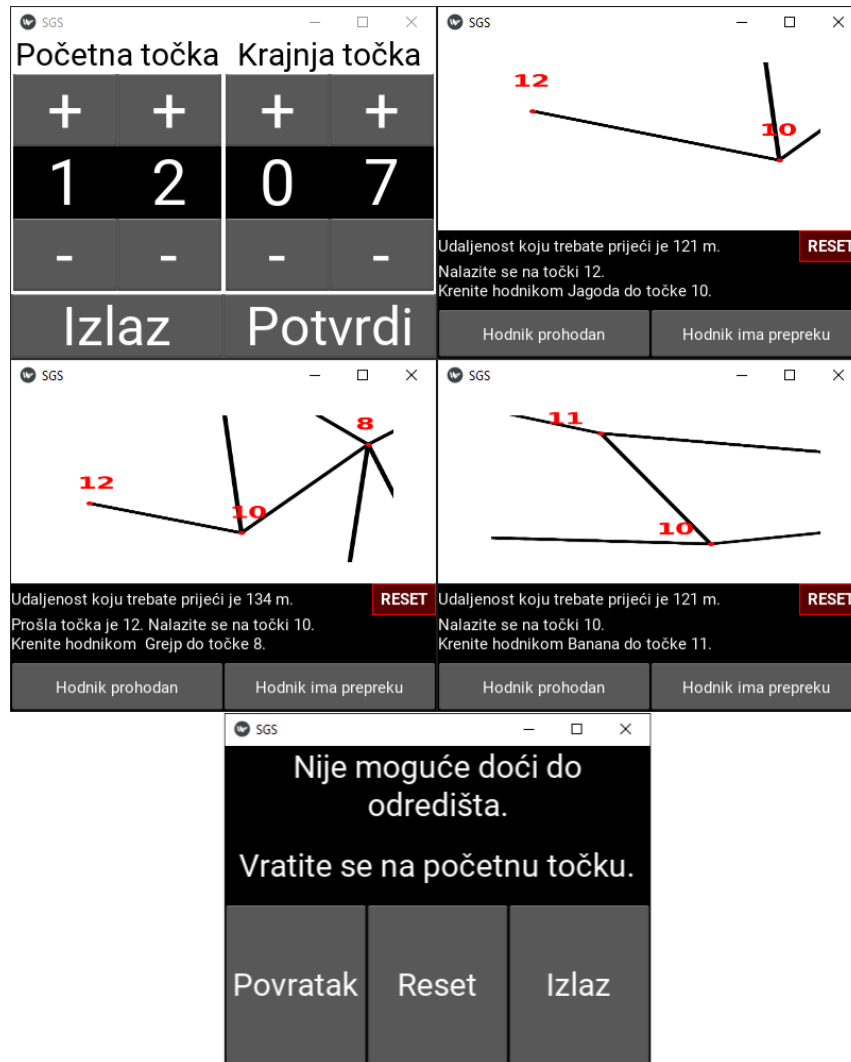 SGS
Početna točka Krajnja točka
+ + + +
1 2 0 7
- - - -
Izlaz Potvrdi
SGS
12
10
Udaljenost koju trebate prijeći je 121 m. RESET
Nalazite se na točki 12.
Krenite hodnikom Jagoda do točke 10.
Hodnik prohodan Hodnik ima prepreku
SGS
8
12
10
Udaljenost koju trebate prijeći je 134 m. RESET
Prošla točka je 12. Nalazite se na točki 10.
Krenite hodnikom  Grejp do točke 8.
Hodnik prohodan Hodnik ima prepreku
SGS
11
10
Udaljenost koju trebate prijeći je 121 m. RESET
Nalazite se na točki 10.
Krenite hodnikom Banana do točke 11.
Hodnik prohodan Hodnik ima prepreku
SGS
Nije moguće doći do
odredišta.
Vratite se na početnu točku.
Povratak Reset Izlaz